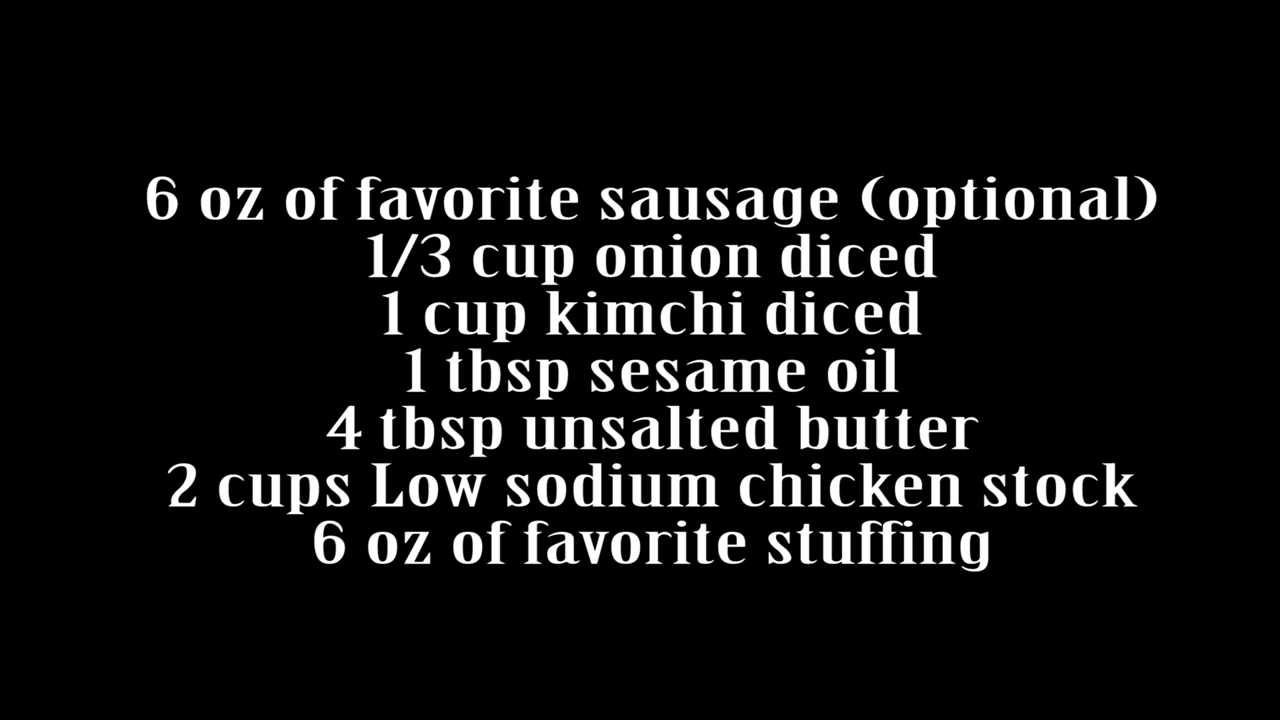 6 oz of favorite sausage (optional)
1/3 cup onion diced
1 cup kimchi diced
1 tbsp sesame oil
4 tbsp unsalted butter
2 cups Low sodium chicken stock
6 oz of favorite stuffing